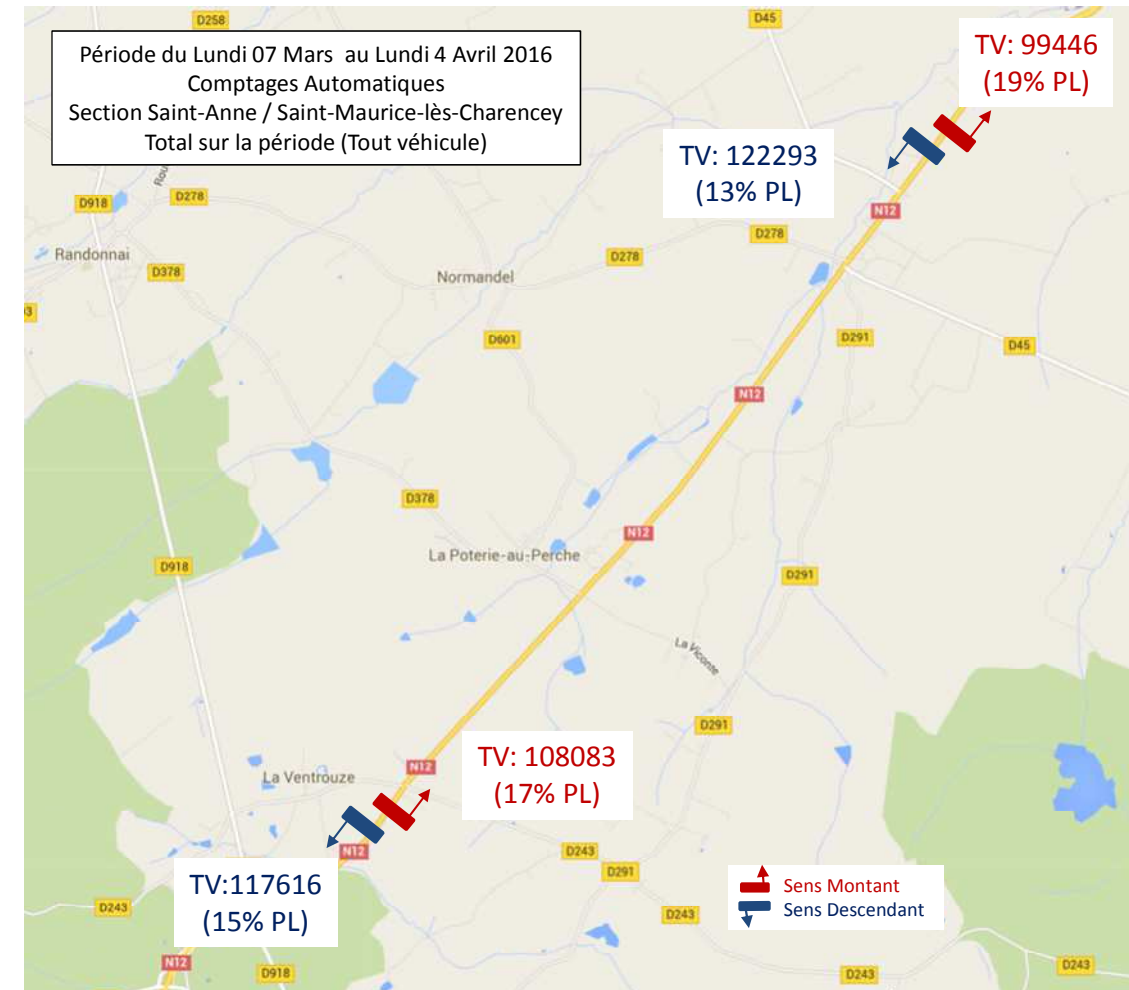 D258
D45
Période du Lundi 07 Mars au Lundi 4 Avril 2016
Comptages Automatiques
Section Saint-Anne / Saint-Maurice-lès-Charencey
Total sur la période (Tout véhicule)
TV: 99446
(19% PL)
TV: 122293
(13% PL)
Rou
D918
D278
N12
D278
Randonnai
D378
Normandel
D278
D601
D291
D45
N12
D378
N12
La Poterie-au-Perche
D918
D291
La Viconte
D291
TV: 108083
(17% PL)
N12
La Ventrouze
N12
D243
D291
TV:117616
(15% PL)
Sens Montant
Sens Descendant
D243
D243
N12
D918
D243
D243